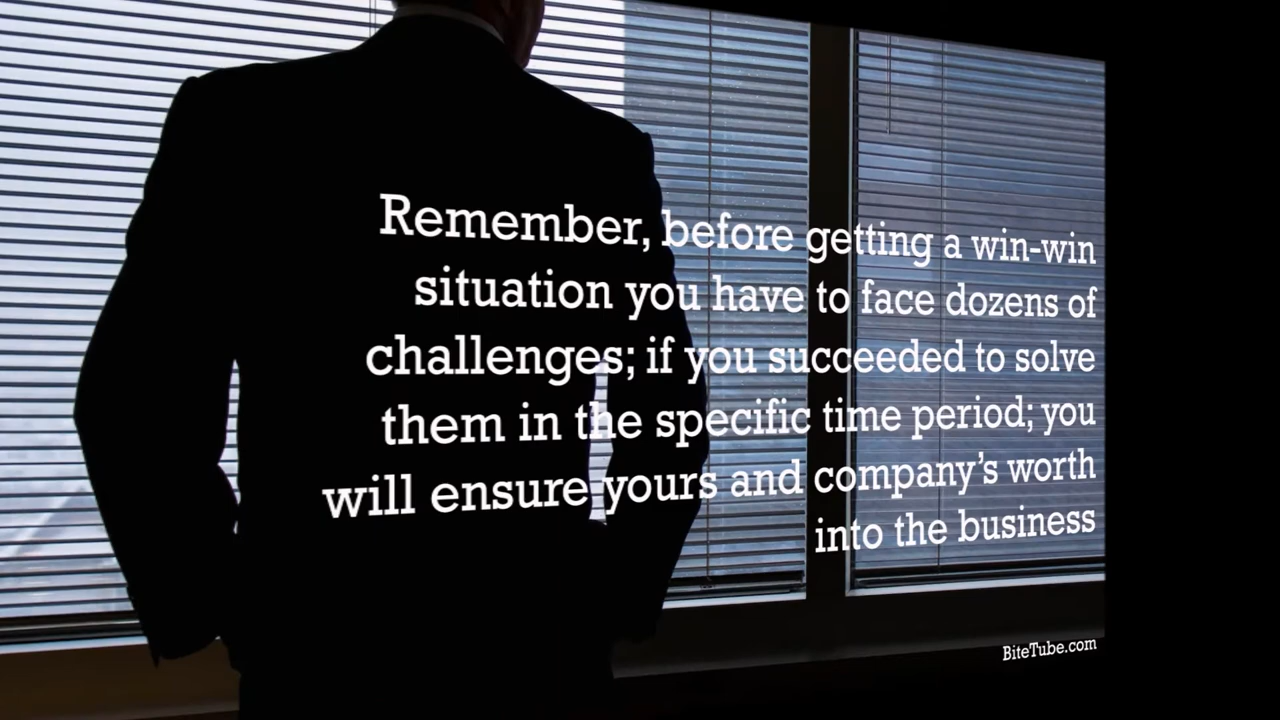 Remember, before getting a win-win
situation you have to face dozens of
challenges; if you succeeded to solve
them in the specific time period; you
will ensure yours and company’s worth
into the business
BiteTube.com